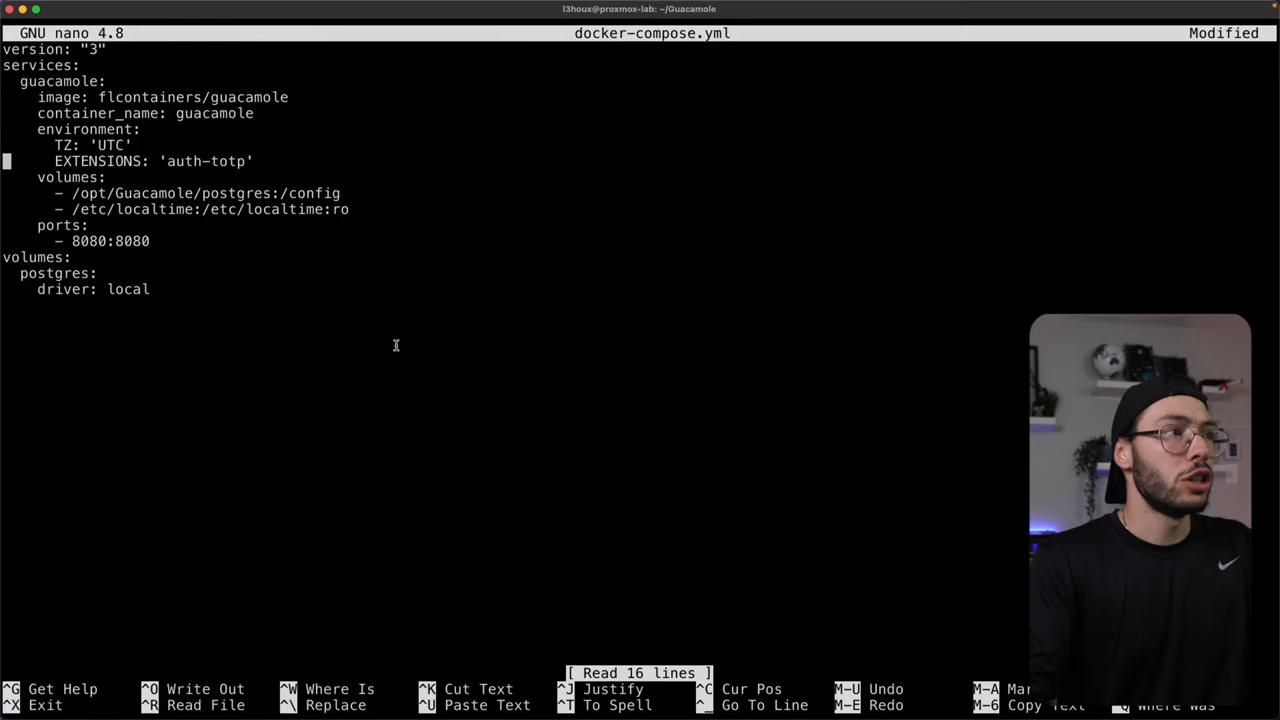 l3houx@proxmox-lab: ~/Guacamole
GNU nano 4.8 docker-compose.yml Modified
version: "3"
services:
  guacamole:
    image: flcontainers/guacamole
    container_name: guacamole
    environment:
      TZ: 'UTC'
      EXTENSIONS: 'auth-totp'
    volumes:
      - /opt/Guacamole/postgres:/config
      - /etc/localtime:/etc/localtime:ro
    ports:
      - 8080:8080
volumes:
  postgres:
    driver: local
[ Read 16 lines ]
^G Get Help ^O Write Out ^W Where Is ^K Cut Text ^J Justify ^C Cur Pos M-U Undo M-A
^X Exit ^R Read File ^\ Replace ^U Paste Text ^T To Spell ^_ Go To Line M-E Redo M-6 Copy Text ^Q Where Was